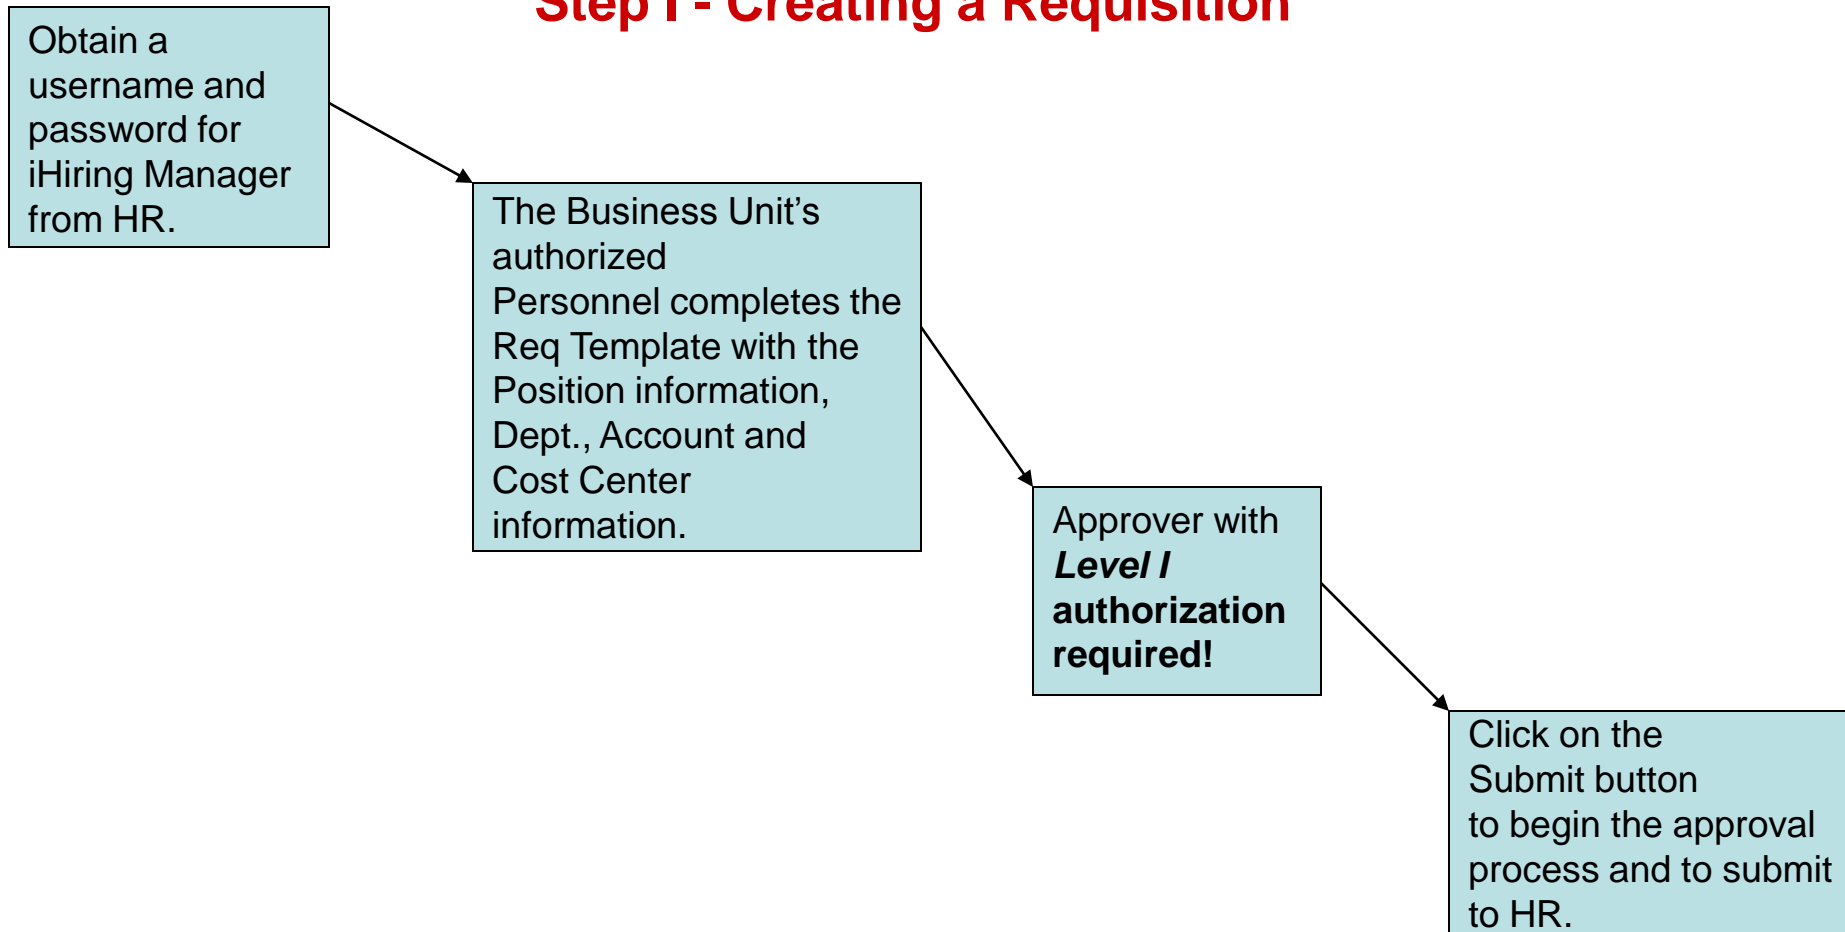 Step I - Creating a Requisition
Obtain a
username and
password for
iHiring Manager
from HR.
The Business Unit’s
authorized
Personnel completes the
Req Template with the
Position information,
Dept., Account and
Cost Center
information.
Approver with
Level I
authorization
required!
Click on the
Submit button
to begin the approval
process and to submit
to HR.